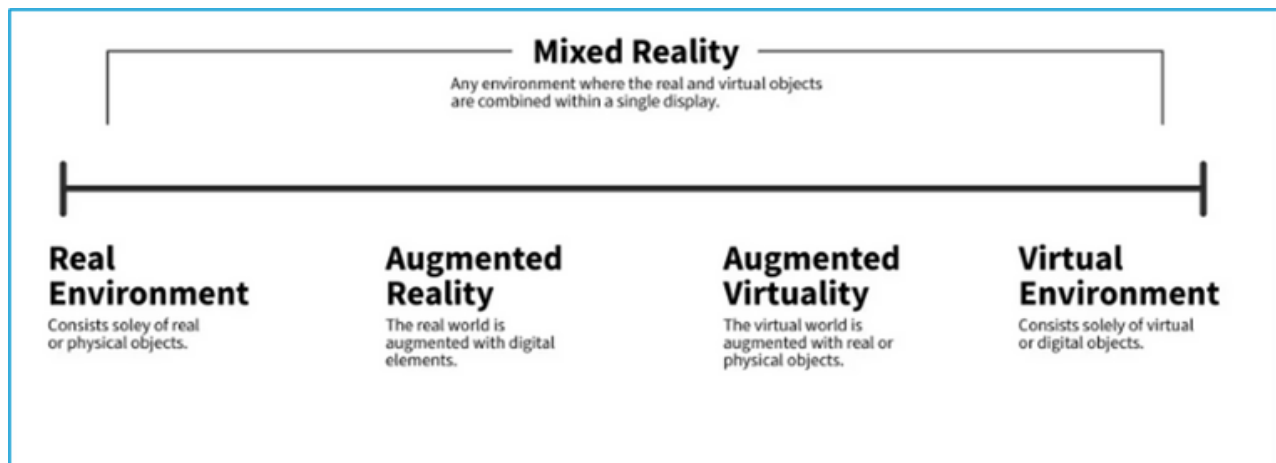 Mixed Reality
Any environment where the real and virtual objects
are combined within a single display.
Real
Environment
Consists soley of real
or physical objects.
Augmented
Reality
The real world is
augmented with digital
elements.
Augmented
Virtuality
The virtual world is
augmented with real or
physical objects.
Virtual
Environment
Consists solely of virtual
or digital objects.